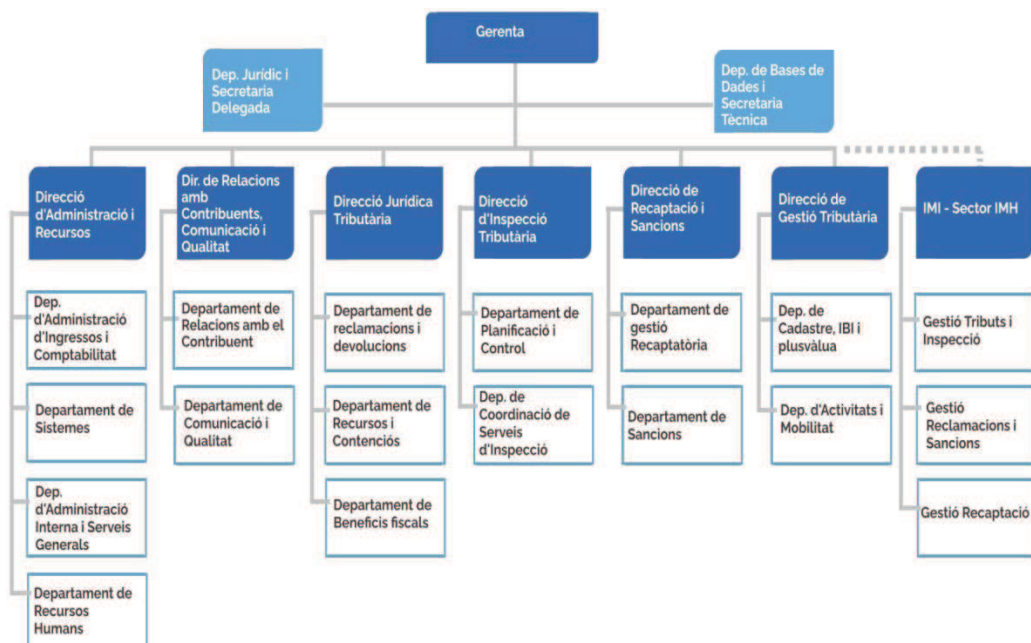 Gerenta
Dep. Jurídic i
Secretaria
Delegada
Dep. de Bases de
Dades i
Secretaria
Tècnica
Direcció
d'Administració i
Recursos
Dir. de Relacions
amb
Contribuents,
Comunicació i
Qualitat
Direcció Jurídica
Tributària
Direcció
d'Inspecció
Tributària
Direcció de
Recaptació i
Sancions
Direcció de
Gestió Tributària
IMI - Sector IMH
Dep.
d'Administració
d'Ingressos i
Comptabilitat
Departament de
Relacions amb el
Contribuent
Departament de
reclamacions i
devolucions
Departament de
Planificació i
Control
Departament de
gestió
Recaptatòria
Dep. de
Cadastre, IBI i
plusvàlua
Gestió Tributs i
Inspecció
Departament de
Sistemes
Departament de
Comunicació i
Qualitat
Departament de
Recursos i
Contenciós
Dep. de
Coordinació de
Serveis
d'Inspecció
Departament de
Sancions
Dep. d'Activitats i
Mobilitat
Gestió
Reclamacions i
Sancions
Dep.
d'Administració
Interna i Serveis
Generals
Departament de
Beneficis fiscals
Gestió Recaptació
Departament de
Recursos
Humans